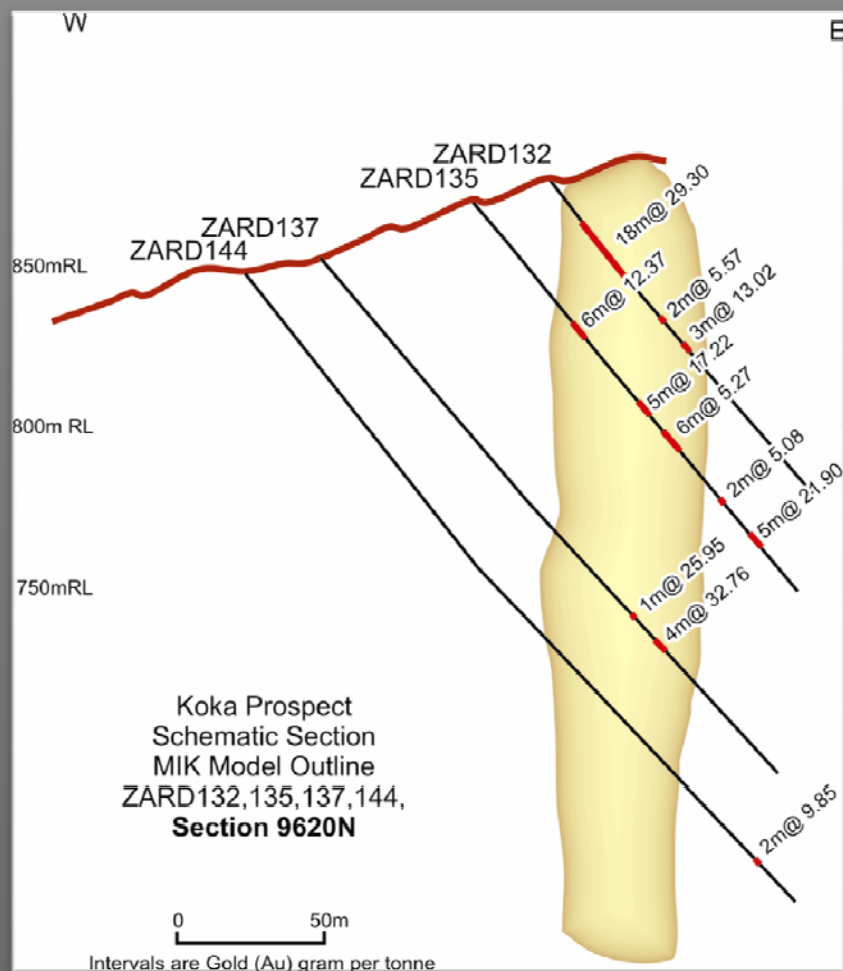 W
E
ZARD132
ZARD135
ZARD137
ZARD144
850mRL
800m RL
750mRL
18m@ 29.30
2m@ 5.57
3m@ 13.02
6m@ 12.37
5m@ 17.22
6m@ 5.27
2m@ 5.08
5m@ 21.90
1m@ 25.95
4m@ 32.76
2m@ 9.85
Koka Prospect
Schematic Section
MIK Model Outline
ZARD132,135,137,144,
Section 9620N
0 50m
Intervals are Gold (Au) gram per tonne